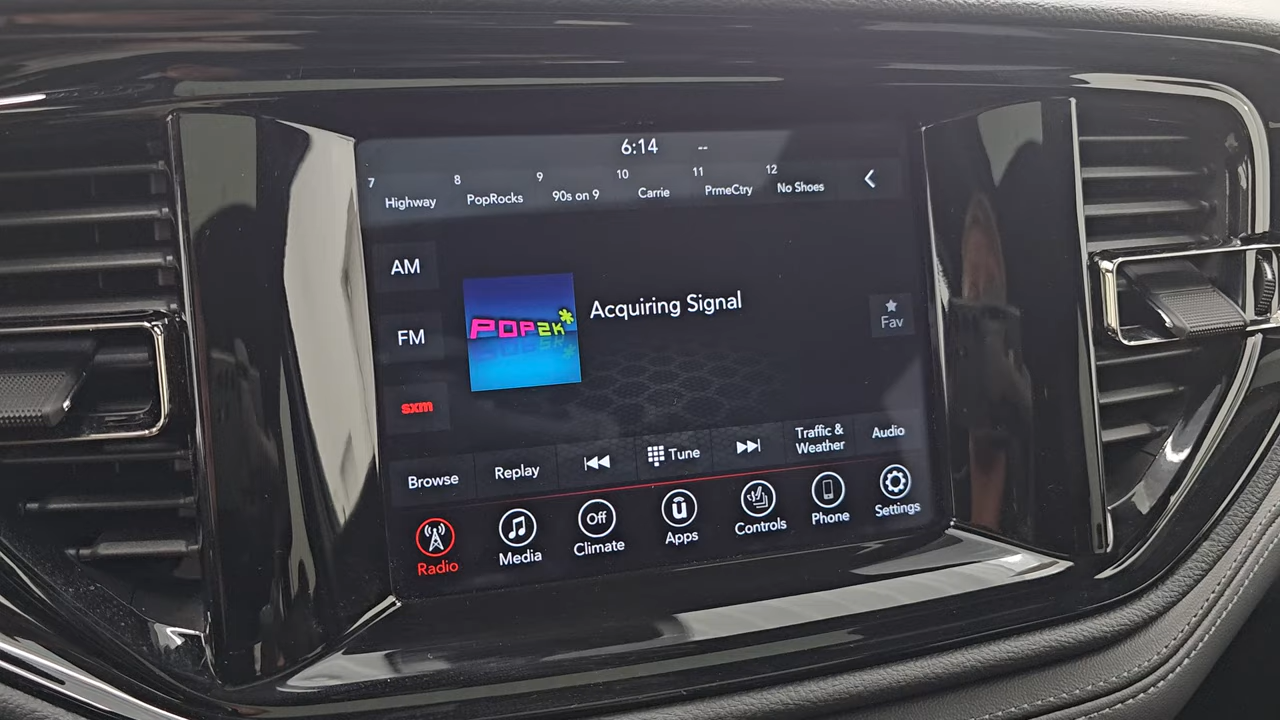 6:14 --
7 Highway
8 PopRocks
9 90s on 9
10 Carrie
11 PrmeCtry
12 No Shoes
AM
FM
sxm
POP2K*
Acquiring Signal
Fav
Browse
Replay
Tune
Traffic &
Weather
Audio
Radio
Media
Off
Climate
Apps
Controls
Phone
Settings